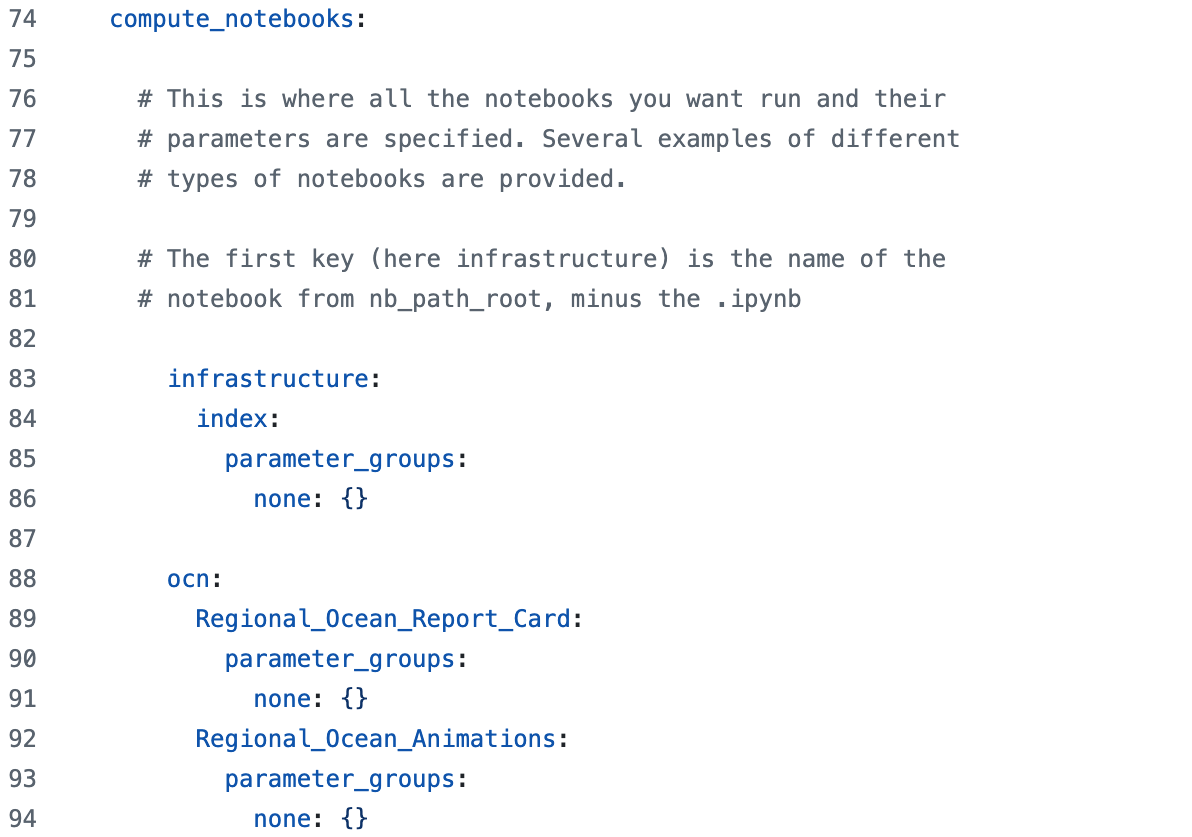 74 compute_notebooks:
75
76 # This is where all the notebooks you want run and their
77 # parameters are specified. Several examples of different
78 # types of notebooks are provided.
79
80 # The first key (here infrastructure) is the name of the
81 # notebook from nb_path_root, minus the .ipynb
82
83 infrastructure:
84 index:
85 parameter_groups:
86 none: {}
87
88 ocn:
89 Regional_Ocean_Report_Card:
90 parameter_groups:
91 none: {}
92 Regional_Ocean_Animations:
93 parameter_groups:
94 none: {}